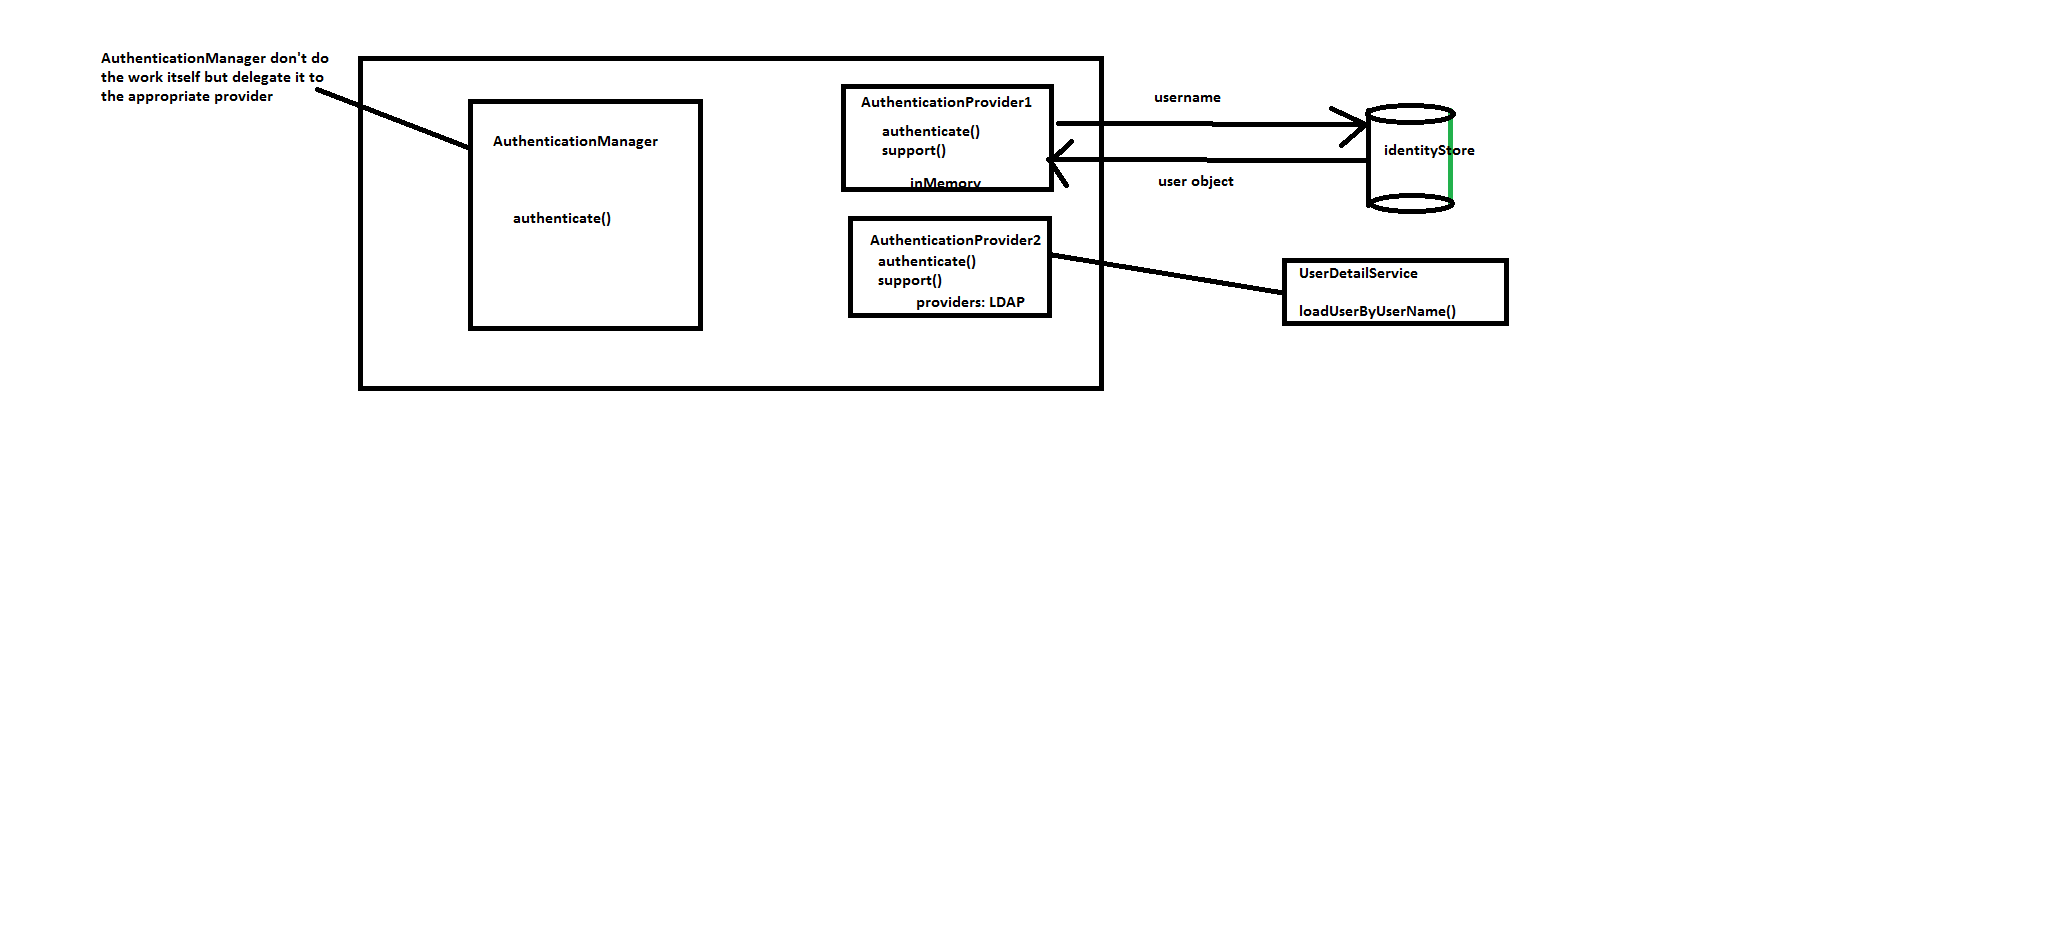 AuthenticationManager don't do
the work itself but delegate it to
the appropriate provider
AuthenticationManager
authenticate()
AuthenticationProvider1
authenticate()
support()
inMemory
AuthenticationProvider2
authenticate()
support()
providers: LDAP
username
user object
identityStore
UserDetailService
loadUserByUserName()